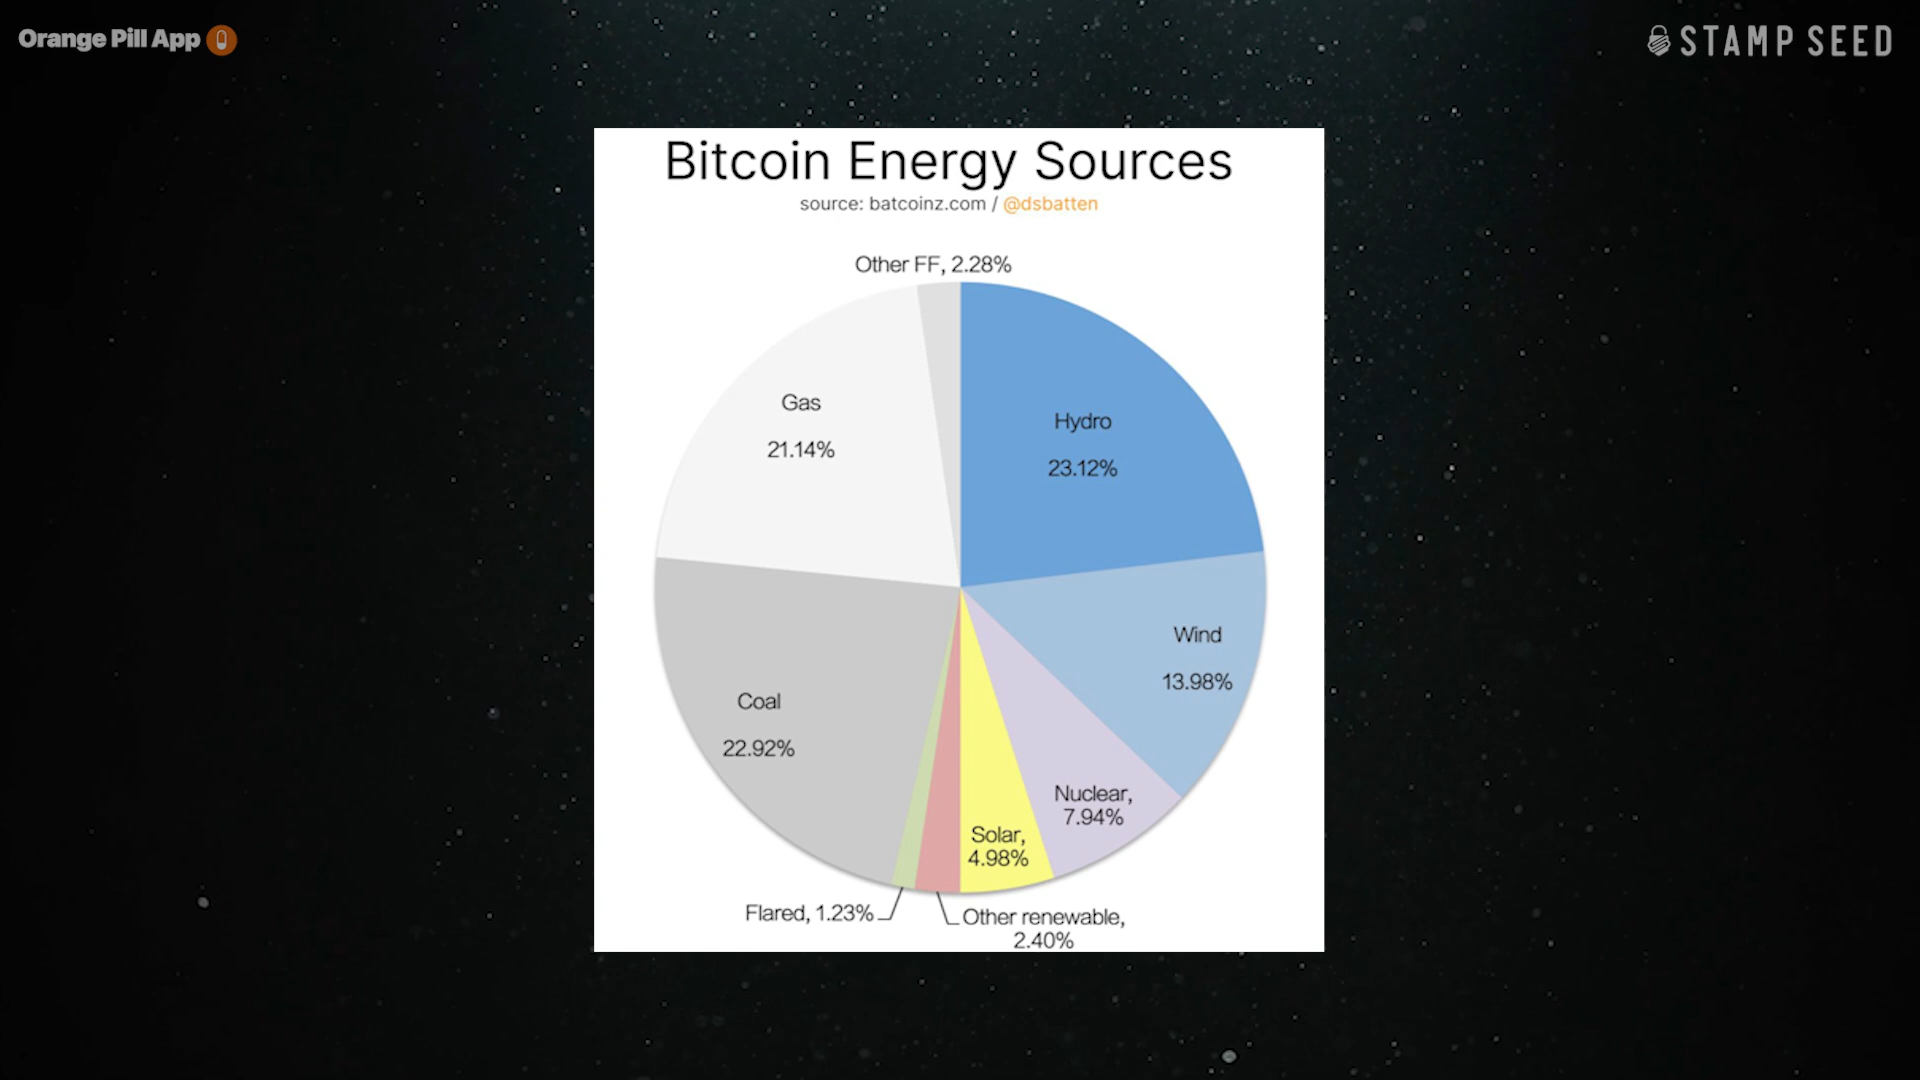 Orange Pill App
STAMP SEED
Bitcoin Energy Sources
source: batcoinz.com / @dsbatten
Other FF, 2.28%
Gas
21.14%
Hydro
23.12%
Wind
13.98%
Coal
22.92%
Nuclear,
7.94%
Solar,
4.98%
Flared, 1.23%
Other renewable,
2.40%